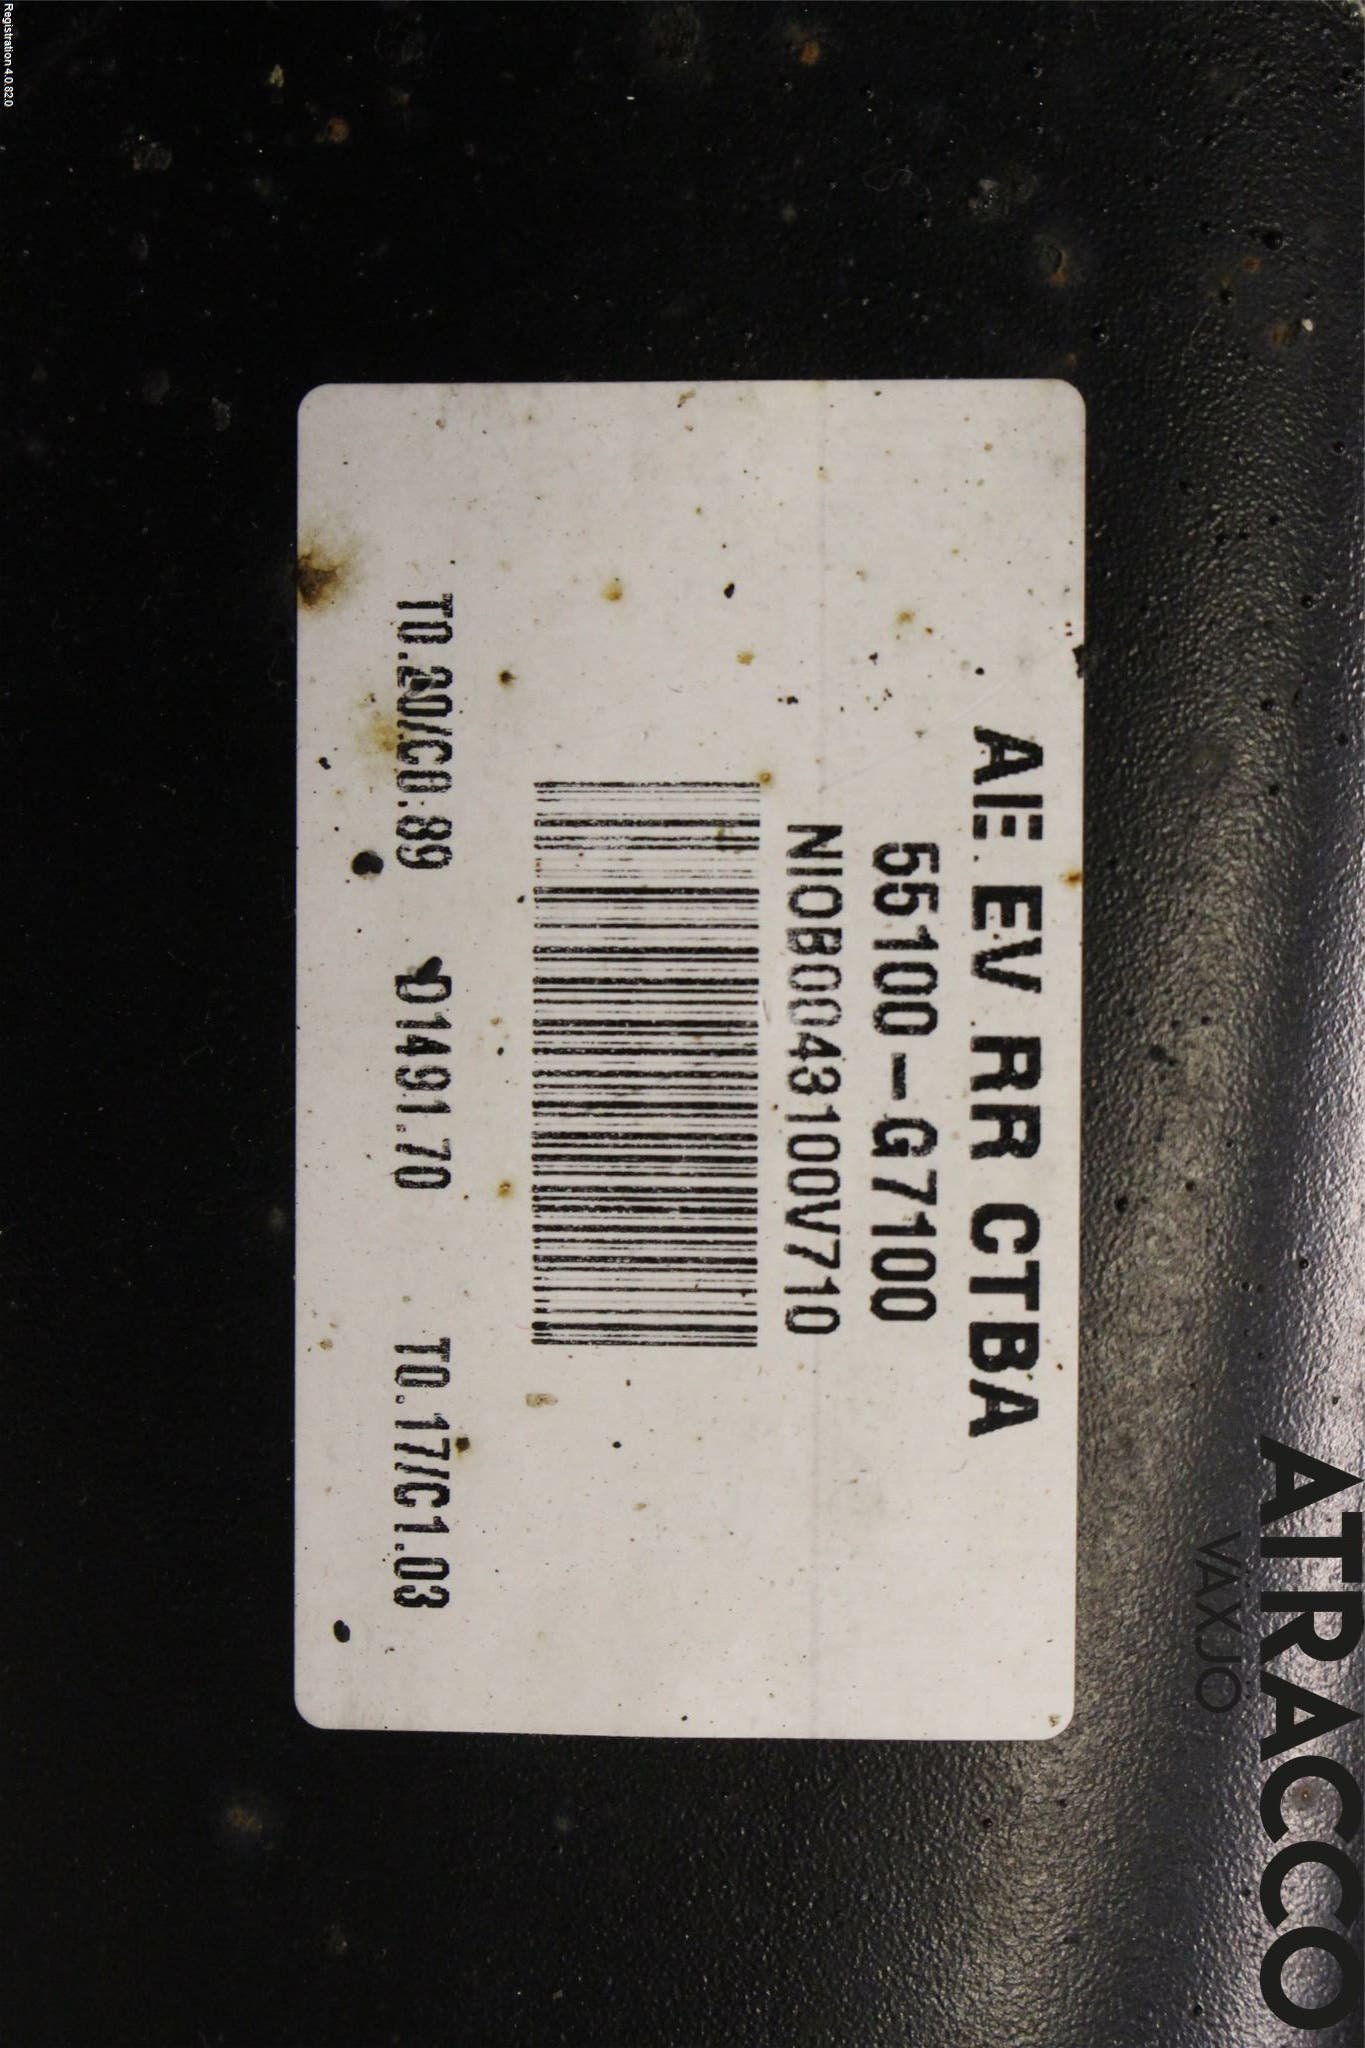 Registration 4.0.82.0
AE EV RR CTBA
55100-G7100
NIOB0043100V710
T0.20/C0.89 D1491.70 T0.17/C1.03
ATRACCO
VÄXJÖ